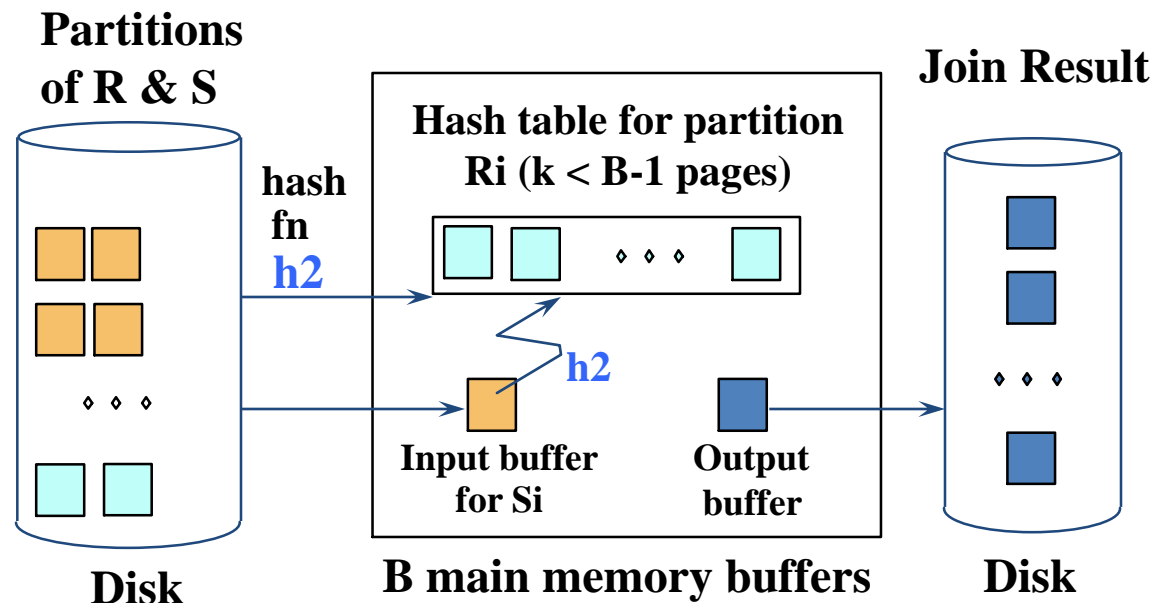 Partitions
of R & S
hash
fn
h2
Hash table for partition
Ri (k < B-1 pages)
h2
Input buffer
for Si
Output
buffer
Join Result
Disk
B main memory buffers
Disk